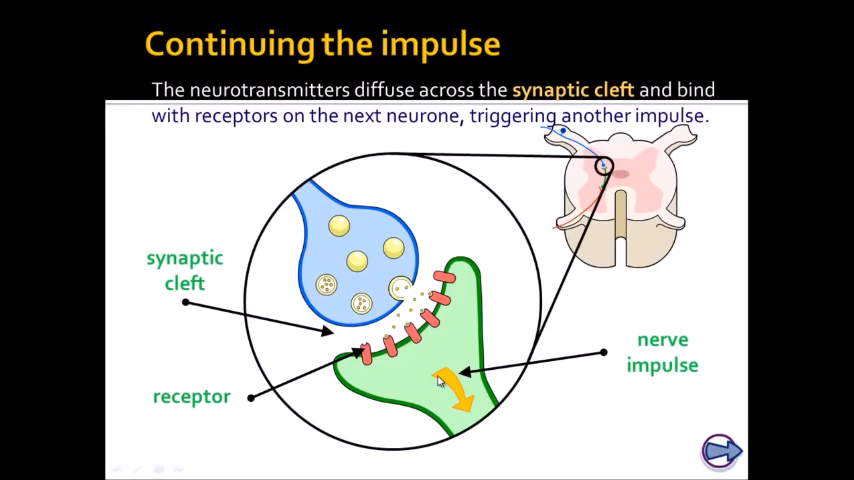 Continuing the impulse
The neurotransmitters diffuse across the synaptic cleft and bind
with receptors on the next neurone, triggering another impulse.
synaptic
cleft
nerve
impulse
receptor